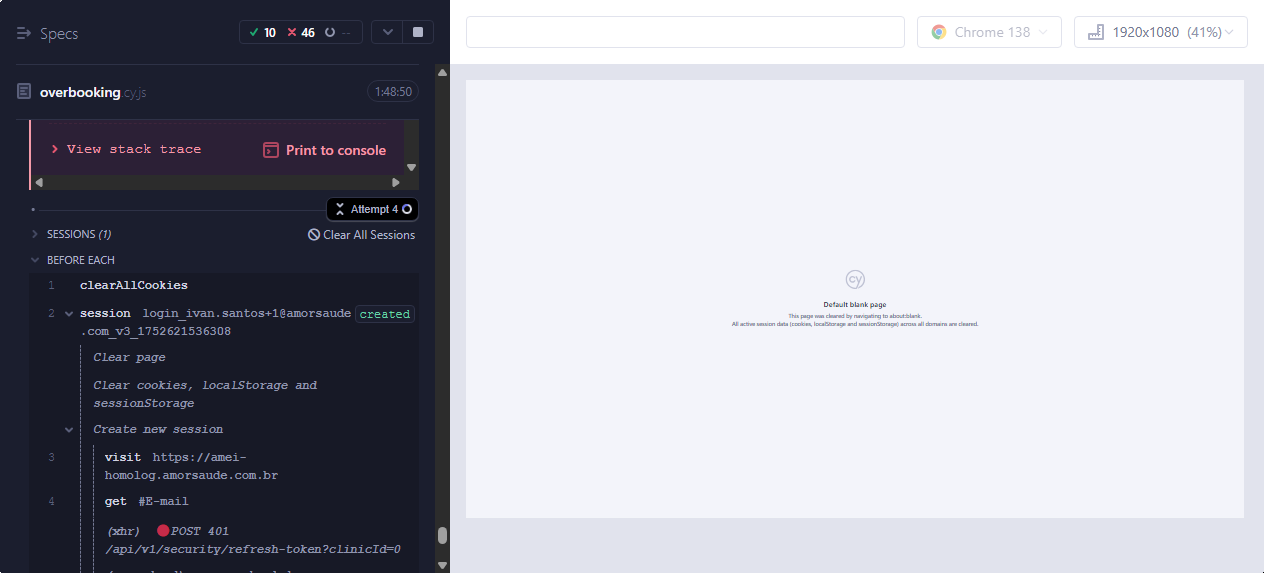 Specs
10 46 --
overbooking.cy.js
1:48:50
View stack trace
Print to console
Attempt 4
SESSIONS (1)
Clear All Sessions
BEFORE EACH
1 clearAllCookies
2 session login_ivan.santos+1@amorsaude
.com_v3_1752621536308
created
Clear page
Clear cookies, localStorage and
sessionStorage
Create new session
3 visit https://amei-
homolog.amorsaude.com.br
4 get #E-mail
(xhr) POST 401
/api/v1/security/refresh-token?clinicId=0
Chrome 138
1920x1080 (41%)
cy
Default blank page
This page was cleared by navigating to about:blank.
All active session data (cookies, localStorage and sessionStorage) across all domains are cleared.